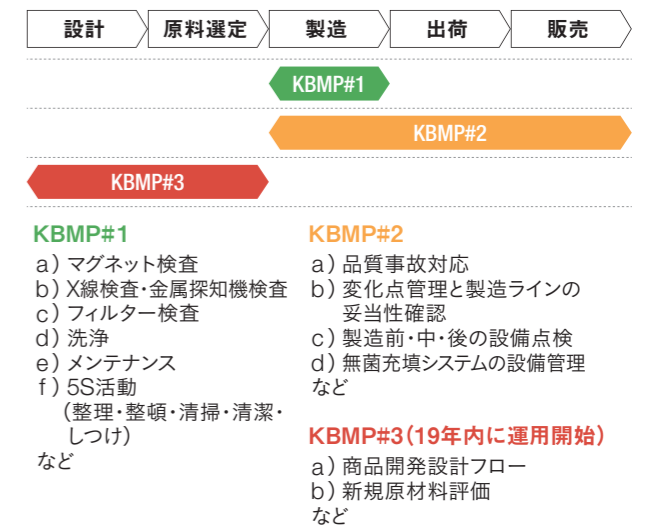 設計 原料選定 製造 出荷 販売
KBMP#1
KBMP#2
KBMP#3
KBMP#1
a）マグネット検査
b）X線検査・金属探知機検査
c）フィルター検査
d）洗浄
e）メンテナンス
f）5S活動
（整理・整頓・清掃・清潔・
しつけ）
など
KBMP#2
a）品質事故対応
b）変化点管理と製造ラインの
妥当性確認
c）製造前・中・後の設備点検
d）無菌充填システムの設備管理
など
KBMP#3（19年内に運用開始）
a）商品開発設計フロー
b）新規原材料評価
など